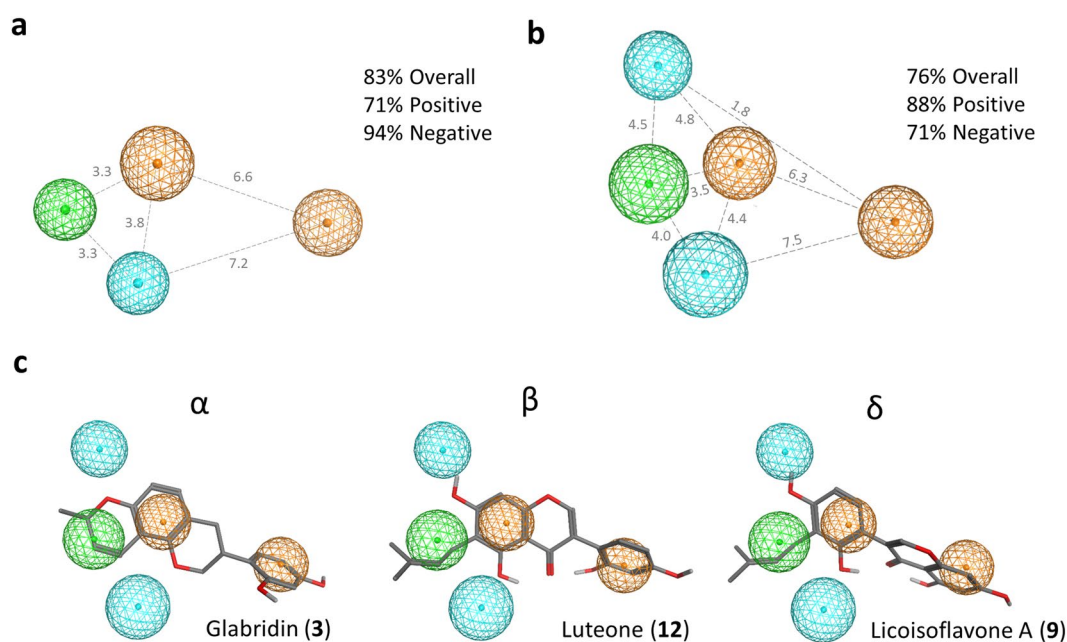 a
83% Overall
71% Positive
94% Negative
3.3
6.6
3.8
3.3
7.2
b
76% Overall
88% Positive
71% Negative
4.5
4.8
1.8
3.5
6.3
4.4
4.0
7.5
c
α
β
δ
Glabridin (3)
Luteone (12)
Licoisoflavone A (9)